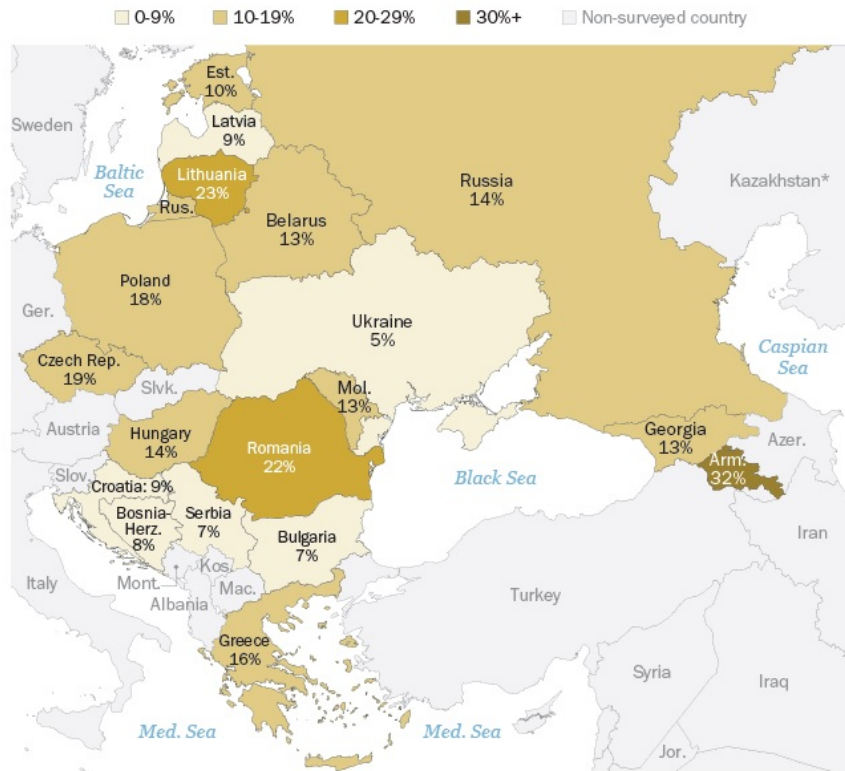 0-9% 10-19% 20-29% 30%+ Non-surveyed country
Est.
10%
Sweden
Latvia
9%
Baltic
Sea
Lithuania
23%
Russia
14%
Kazakhstan*
Rus.
Belarus
13%
Poland
18%
Ger.
Ukraine
5%
Caspian
Sea
Czech Rep.
19%
Slvk.
Mol.
13%
Austria
Hungary
14%
Romania
22%
Georgia
13%
Azer.
Arm.
32%
Slov.
Croatia: 9%
Black Sea
Bosnia-
Herz.
8%
Serbia
7%
Bulgaria
7%
Iran
Italy
Kos.
Mont.
Mac.
Albania
Turkey
Greece
16%
Syria
Iraq
Med. Sea
Med. Sea
Jor.